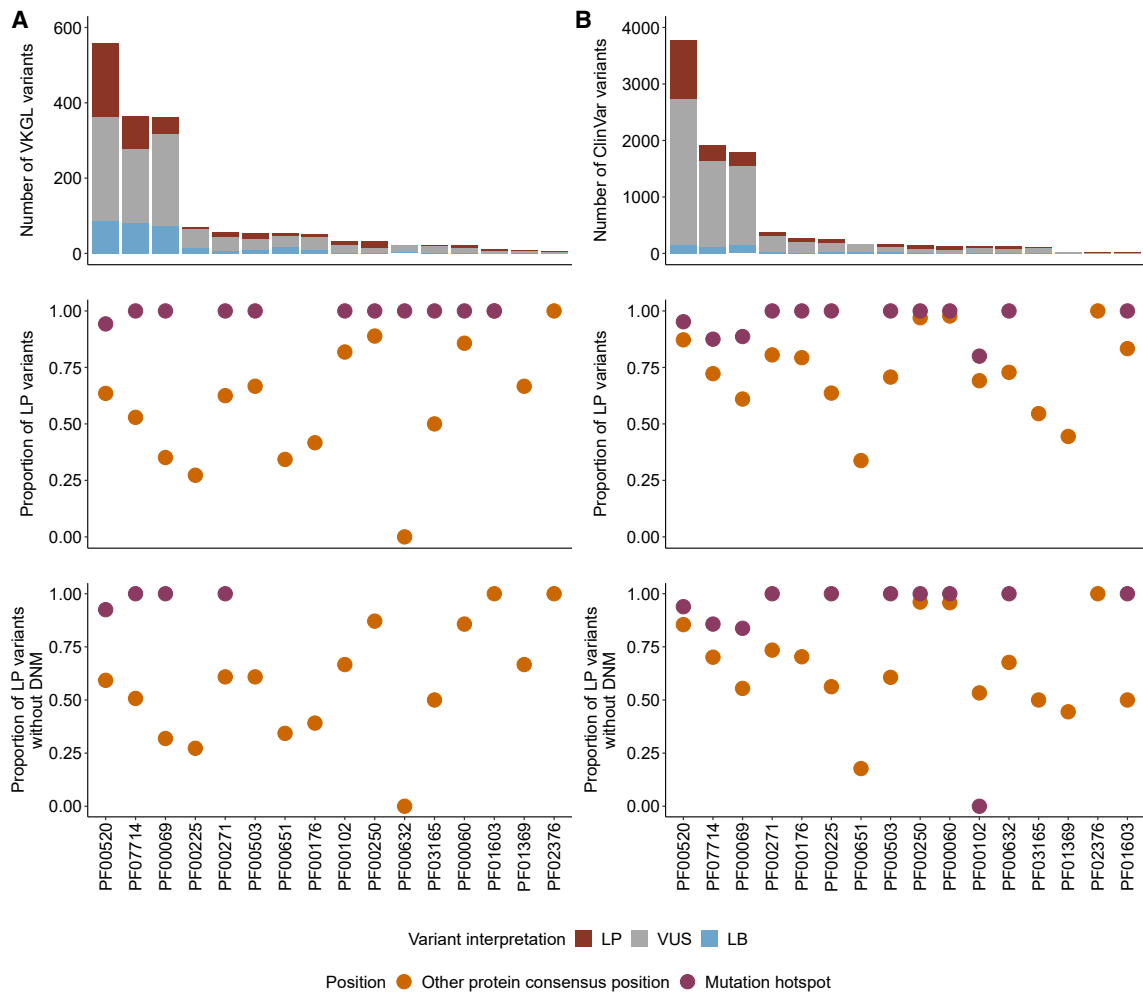 A
Number of VKGL variants
600
400
200
0
Proportion of LP variants
1.00
0.75
0.50
0.25
0.00
Proportion of LP variants
without DNM
1.00
0.75
0.50
0.25
0.00
PF00520
PF07714
PF00069
PF00225
PF00271
PF00503
PF00651
PF00176
PF00102
PF00250
PF00632
PF03165
PF00060
PF01603
PF01369
PF02376
B
Number of ClinVar variants
4000
3000
2000
1000
0
Proportion of LP variants
1.00
0.75
0.50
0.25
0.00
Proportion of LP variants
without DNM
1.00
0.75
0.50
0.25
0.00
PF00520
PF07714
PF00069
PF00271
PF00176
PF00225
PF00651
PF00503
PF00250
PF00060
PF00102
PF00632
PF03165
PF01369
PF02376
PF01603
Variant interpretation LP VUS LB
Position Other protein consensus position Mutation hotspot